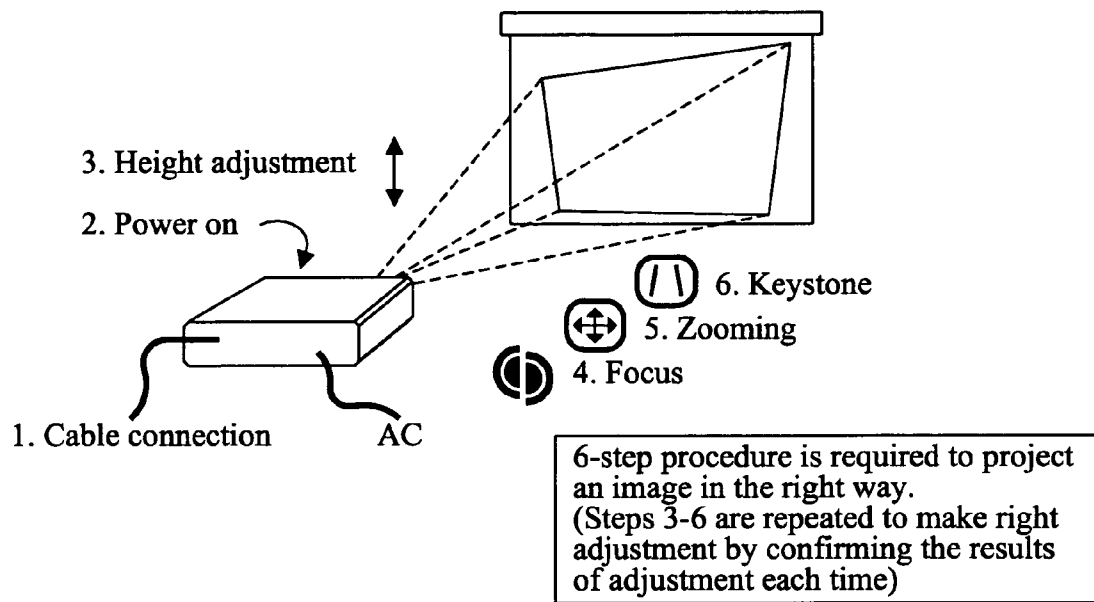 3. Height adjustment
2. Power on
6. Keystone
5. Zooming
4. Focus
1. Cable connection
AC
6-step procedure is required to project
an image in the right way.
(Steps 3-6 are repeated to make right
adjustment by confirming the results
of adjustment each time)